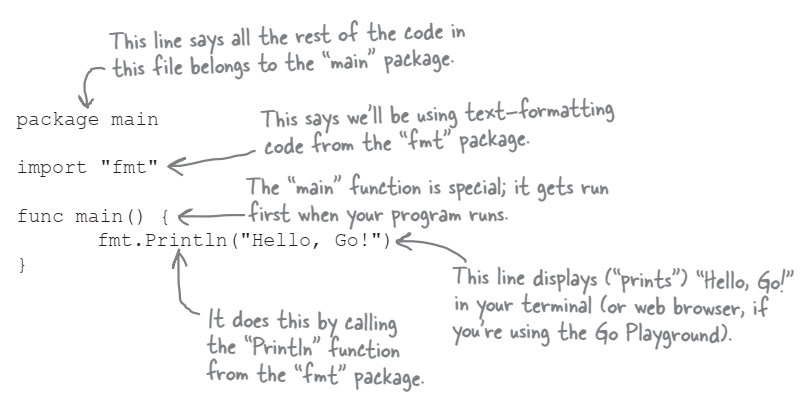 This line says all the rest of the code in
this file belongs to the “main” package.
package main
This says we’ll be using text-formatting
code from the “fmt” package.
import "fmt"
The “main” function is special; it gets run
first when your program runs.
func main() {
fmt.Println("Hello, Go!")
}
This line displays (“prints”) “Hello, Go!”
in your terminal (or web browser, if
you’re using the Go Playground).
It does this by calling
the “Println” function
from the “fmt” package.